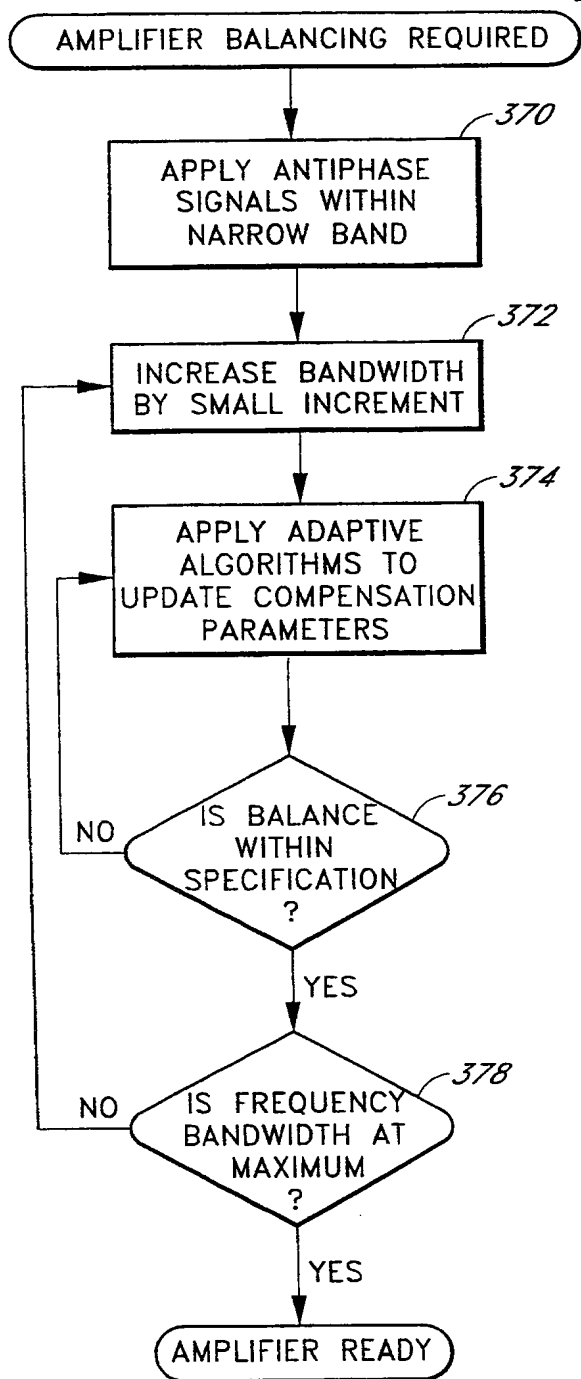 AMPLIFIER BALANCING REQUIRED
370
APPLY ANTIPHASE
SIGNALS WITHIN
NARROW BAND
372
INCREASE BANDWIDTH
BY SMALL INCREMENT
374
APPLY ADAPTIVE
ALGORITHMS TO
UPDATE COMPENSATION
PARAMETERS
376
IS BALANCE
WITHIN
SPECIFICATION
?
NO
YES
378
IS FREQUENCY
BANDWIDTH AT
MAXIMUM
?
NO
YES
AMPLIFIER READY